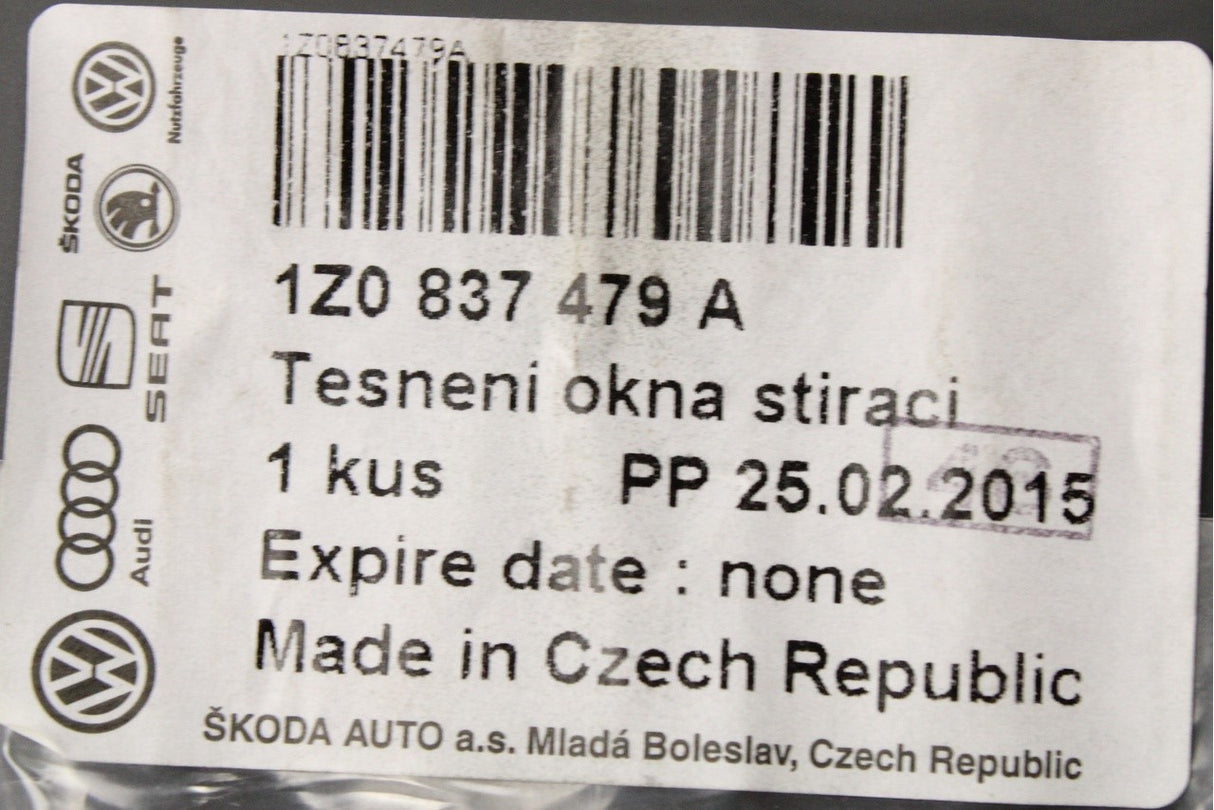 1Z0837479A
1Z0 837 479 A
Tesneni okna stiraci
1 kus PP 25.02.2015
Expire date : none
Made in Czech Republic
ŠKODA AUTO a.s. Mladá Boleslav, Czech Republic
Nutzfahrzeuge
ŠKODA
SEAT
Audi